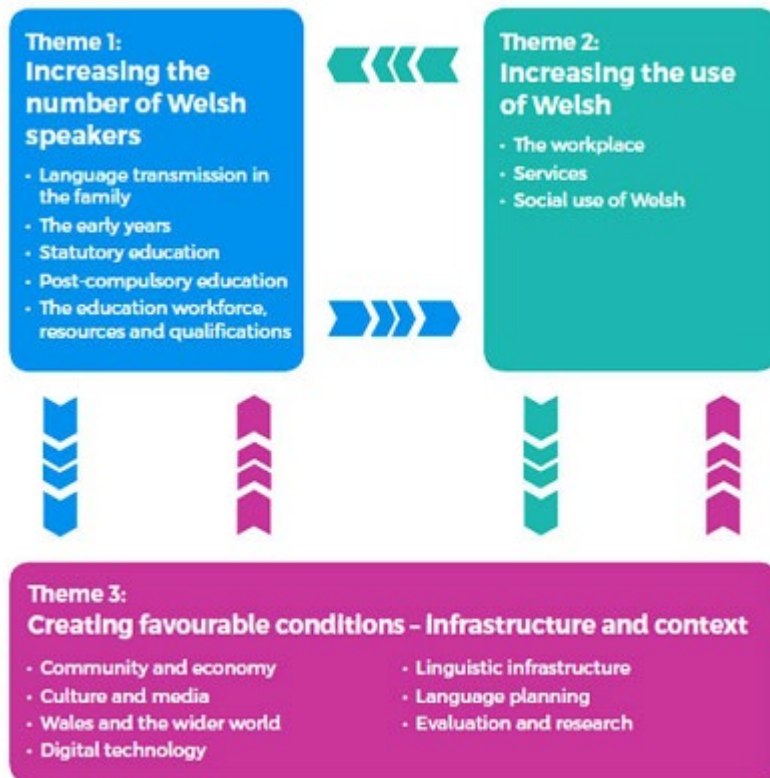 Theme 1:
Increasing the
number of Welsh
speakers
• Language transmission in
the family
• The early years
• Statutory education
• Post-compulsory education
• The education workforce,
resources and qualifications
Theme 2:
Increasing the use
of Welsh
• The workplace
• Services
• Social use of Welsh
Theme 3:
Creating favourable conditions – infrastructure and context
• Community and economy
• Culture and media
• Wales and the wider world
• Digital technology
• Linguistic infrastructure
• Language planning
• Evaluation and research